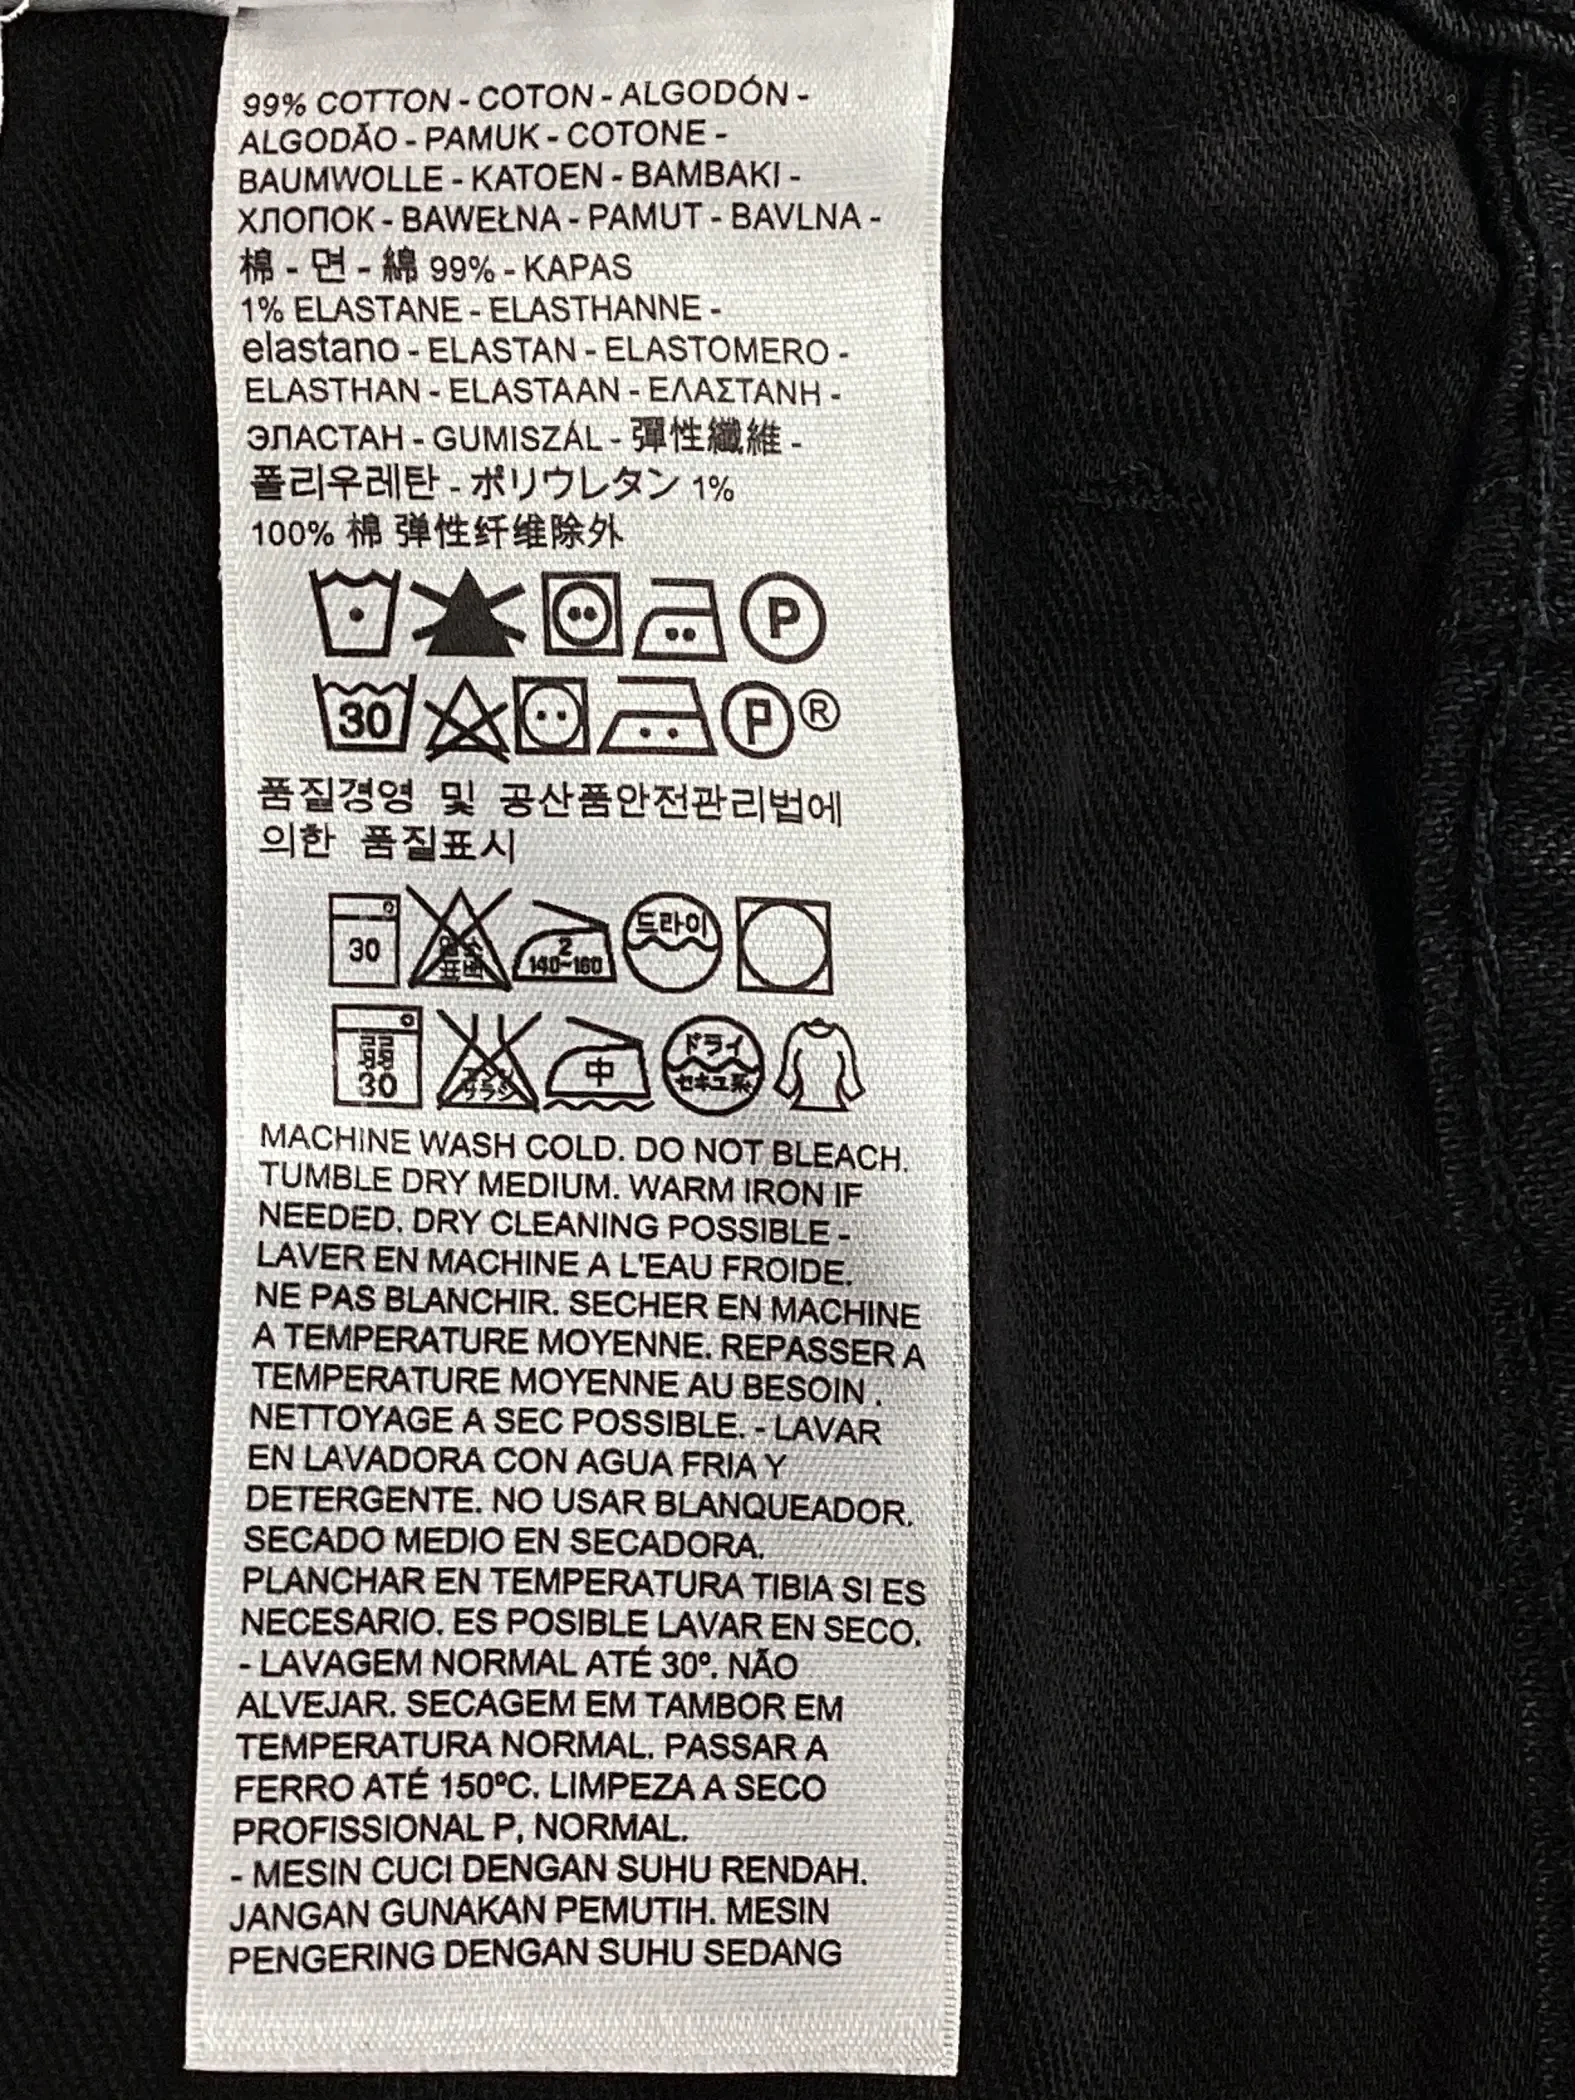 99% COTTON - COTON - ALGODÓN -
ALGODÃO - PAMUK - COTONE -
BAUMWOLLE - KATOEN - BAMBAKI -
ХЛОПОК - BAWEŁNA - PAMUT - BAVLNA -
棉 - 면 - 綿 99% - KAPAS
1% ELASTANE - ELASTHANNE -
elastano - ELASTAN - ELASTOMERO -
ELASTHAN - ELASTAAN - ΕΛΑΣΤΑΝΗ -
ЭЛАСТАН - GUMISZÁL - 彈性纖維 -
폴리우레탄 - ポリウレタン 1%
100% 棉 弹性纤维除外
P
30 P ®
품질경영 및 공산품안전관리법에
의한 품질표시
30 2 140~160 드라이
弱 30 中 ドライ セキユ系
MACHINE WASH COLD. DO NOT BLEACH.
TUMBLE DRY MEDIUM. WARM IRON IF
NEEDED. DRY CLEANING POSSIBLE -
LAVER EN MACHINE A L'EAU FROIDE.
NE PAS BLANCHIR. SECHER EN MACHINE
A TEMPERATURE MOYENNE. REPASSER A
TEMPERATURE MOYENNE AU BESOIN .
NETTOYAGE A SEC POSSIBLE. - LAVAR
EN LAVADORA CON AGUA FRIA Y
DETERGENTE. NO USAR BLANQUEADOR.
SECADO MEDIO EN SECADORA.
PLANCHAR EN TEMPERATURA TIBIA SI ES
NECESARIO. ES POSIBLE LAVAR EN SECO.
- LAVAGEM NORMAL ATÉ 30º. NÃO
ALVEJAR. SECAGEM EM TAMBOR EM
TEMPERATURA NORMAL. PASSAR A
FERRO ATÉ 150ºC. LIMPEZA A SECO
PROFISSIONAL P, NORMAL.
- MESIN CUCI DENGAN SUHU RENDAH.
JANGAN GUNAKAN PEMUTIH. MESIN
PENGERING DENGAN SUHU SEDANG